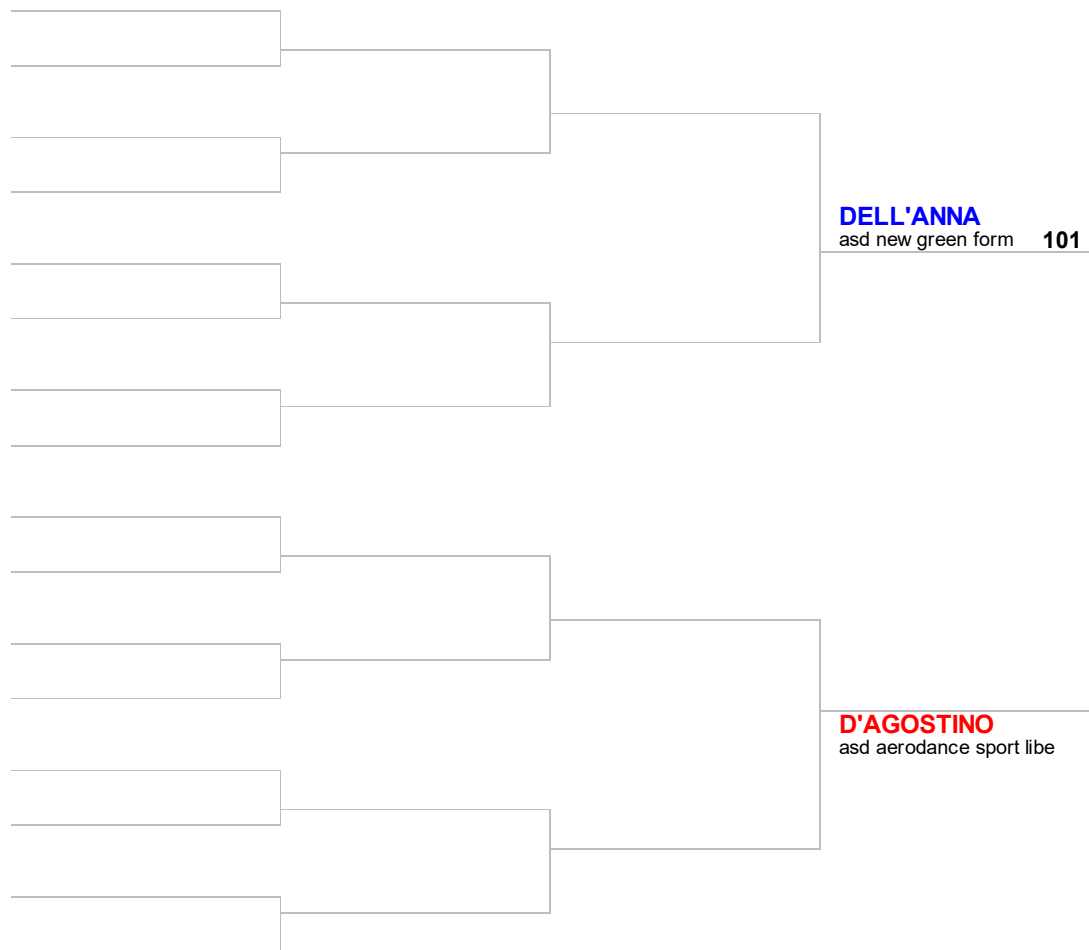 DELL'ANNA
asd new green form 101
D'AGOSTINO
asd aerodance sport libe